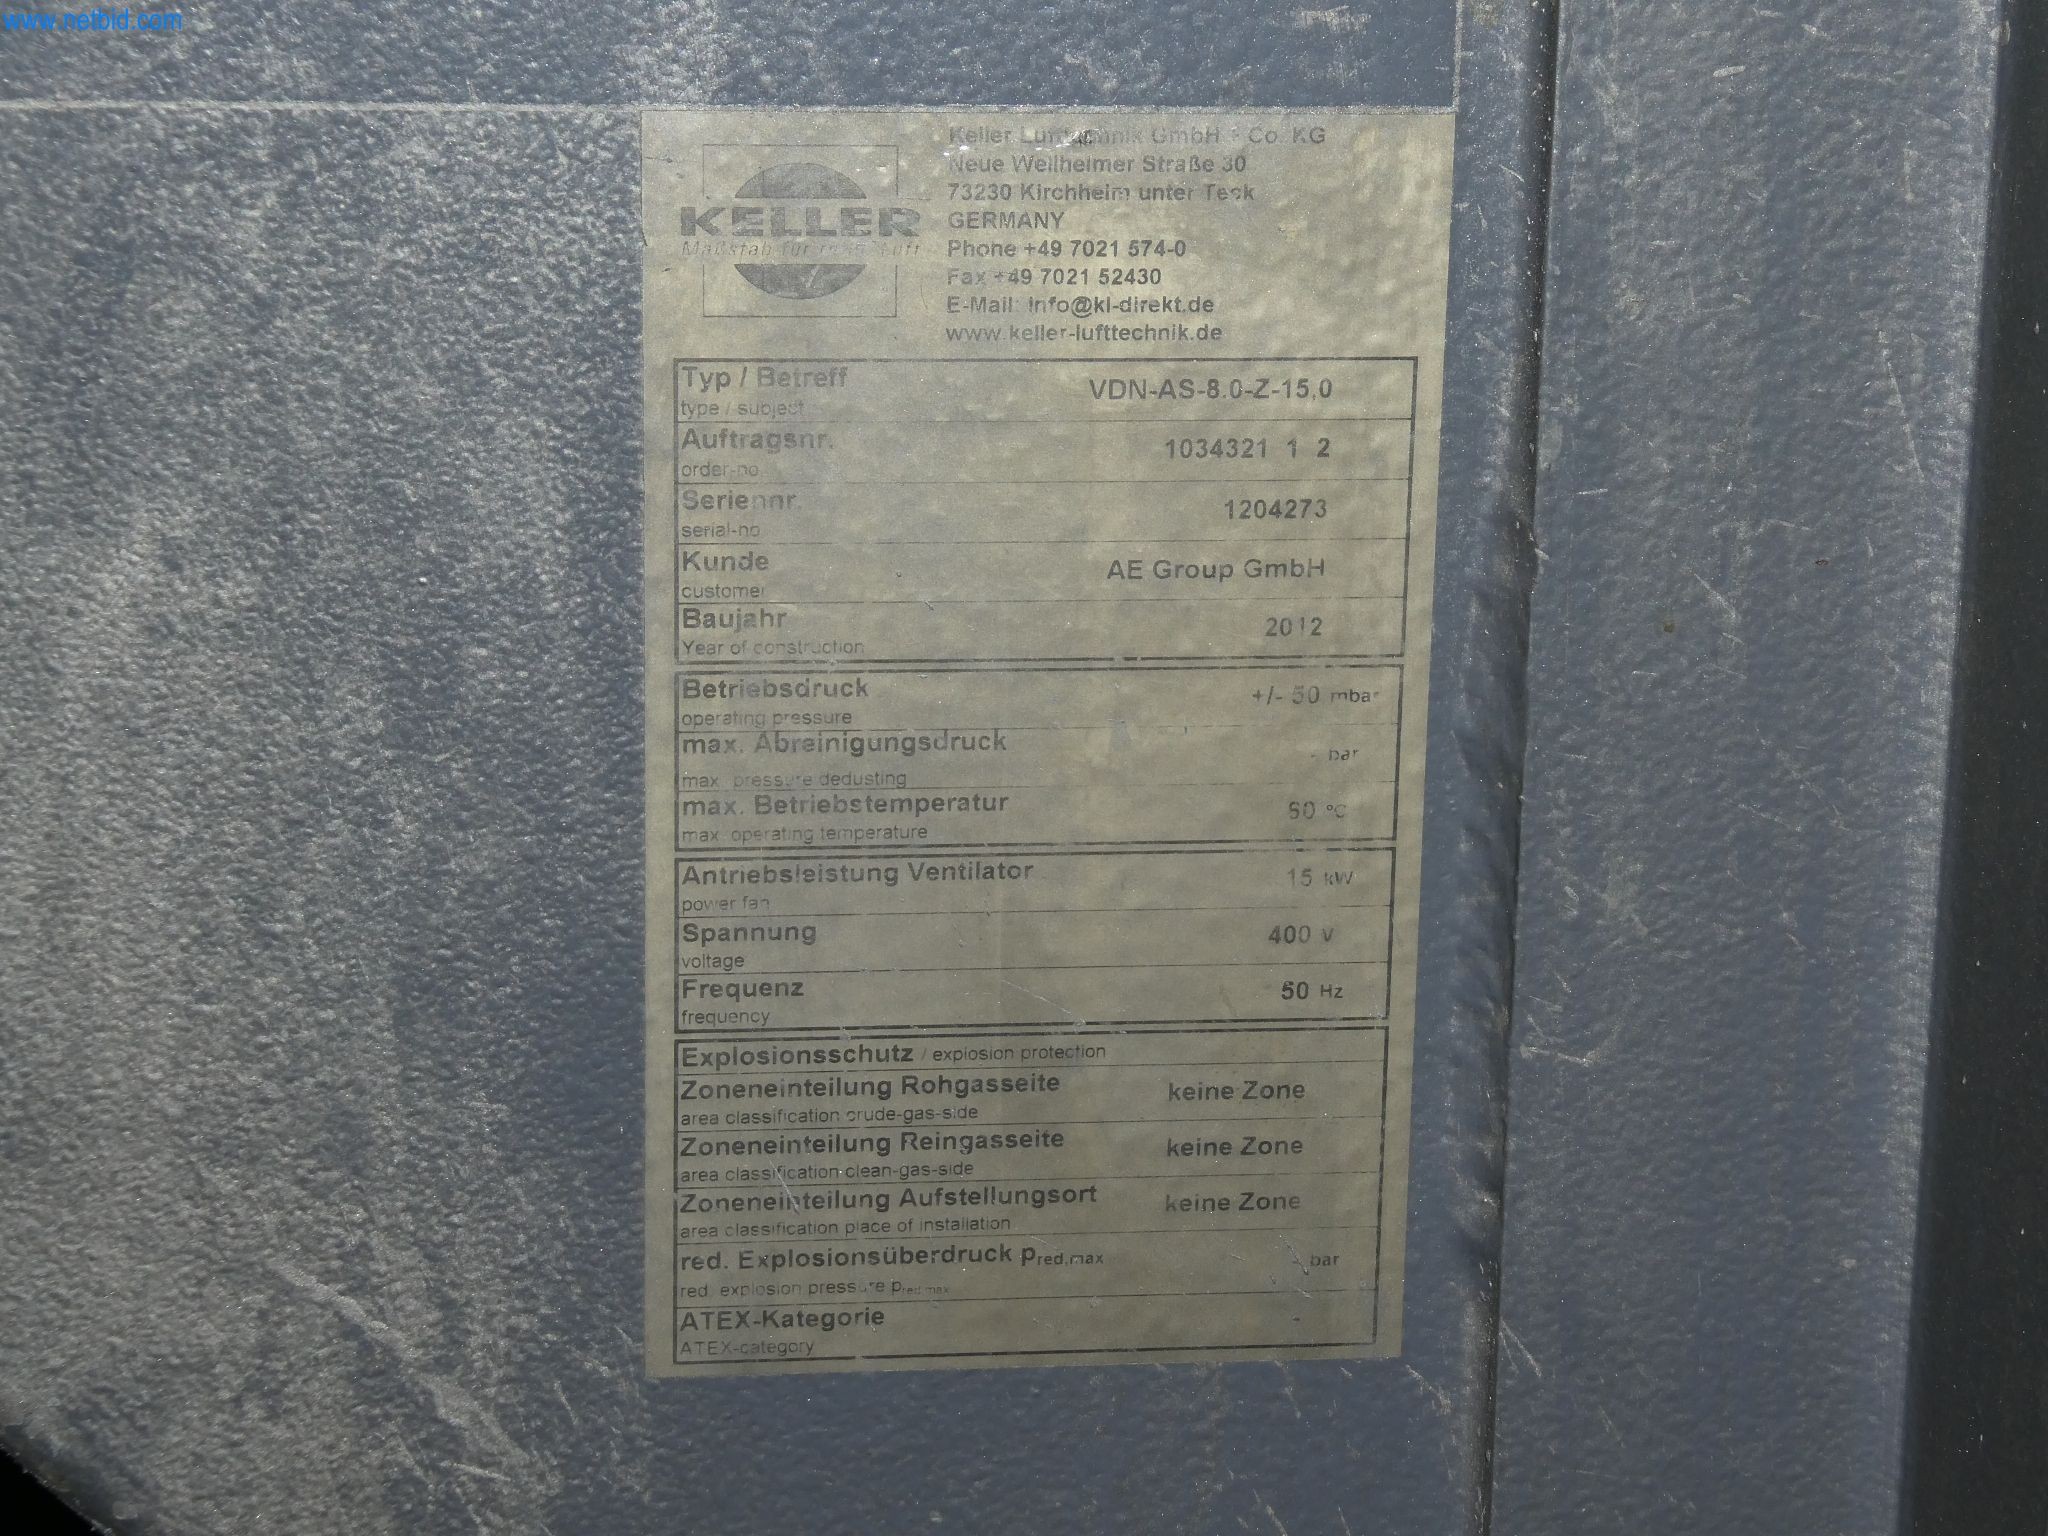 www.netbid.com
KELLER
Maßstab für reine Luft
Keller Lufttechnik GmbH + Co. KG
Neue Weilheimer Straße 30
73230 Kirchheim unter Teck
GERMANY
Phone +49 7021 574-0
Fax +49 7021 52430
E-Mail: info@kl-direkt.de
www.keller-lufttechnik.de
Typ / Betreff VDN-AS-8.0-Z-15,0
type / subject
Auftragsnr. 1034321 1 2
order-no.
Seriennr. 1204273
serial-no
Kunde AE Group GmbH
customer
Baujahr 2012
Year of construction
Betriebsdruck +/- 50 mbar
operating pressure
max. Abreinigungsdruck - bar
max. pressure dedusting
max. Betriebstemperatur °C
max. operating temperature
Antriebsleistung Ventilator 15 kW
power fan
Spannung 400 V
voltage
Frequenz 50 Hz
frequency
Explosionsschutz / explosion protection
Zoneneinteilung Rohgasseite keine Zone
area classification crude-gas-side
Zoneneinteilung Reingasseite keine Zone
area classification clean-gas-side
Zoneneinteilung Aufstellungsort keine Zone
area classification place of installation
red. Explosionsüberdruck pred,max - bar
red. explosion pressure pred,max
ATEX-Kategorie -
ATEX-category